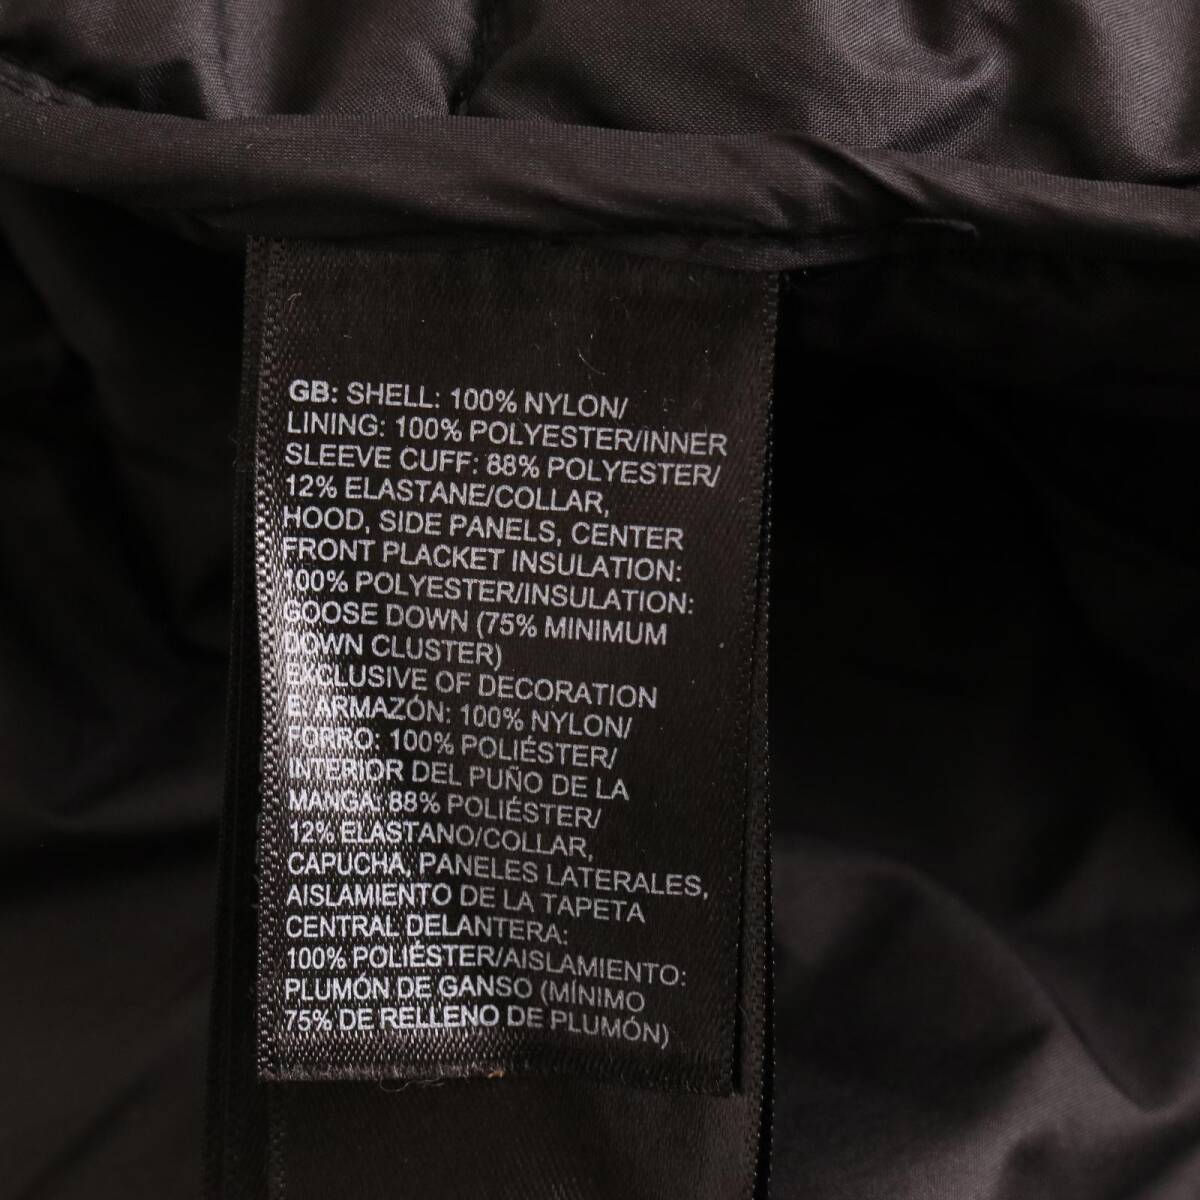 GB: SHELL: 100% NYLON/
LINING: 100% POLYESTER/INNER
SLEEVE CUFF: 88% POLYESTER/
12% ELASTANE/COLLAR,
HOOD, SIDE PANELS, CENTER
FRONT PLACKET INSULATION:
100% POLYESTER/INSULATION:
GOOSE DOWN (75% MINIMUM
DOWN CLUSTER)
EXCLUSIVE OF DECORATION
E: ARMAZÓN: 100% NYLON/
FORRO: 100% POLIÉSTER/
INTERIOR DEL PUÑO DE LA
MANGA: 88% POLIÉSTER/
12% ELASTANO/COLLAR,
CAPUCHA, PANELES LATERALES,
AISLAMIENTO DE LA TAPETA
CENTRAL DELANTERA:
100% POLIÉSTER/AISLAMIENTO:
PLUMÓN DE GANSO (MÍNIMO
75% DE RELLENO DE PLUMÓN)